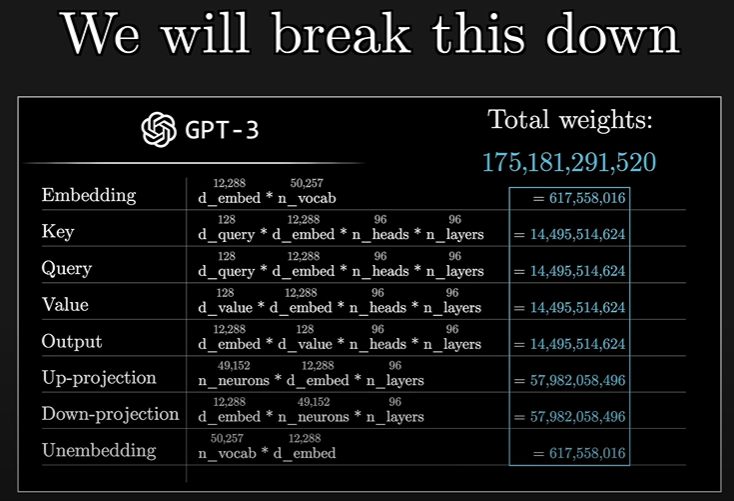 We will break this down
GPT-3
Total weights:
175,181,291,520
12,288 50,257
Embedding d_embed * n_vocab = 617,558,016
128 12,288 96 96
Key d_query * d_embed * n_heads * n_layers = 14,495,514,624
128 12,288 96 96
Query d_query * d_embed * n_heads * n_layers = 14,495,514,624
128 12,288 96 96
Value d_value * d_embed * n_heads * n_layers = 14,495,514,624
12,288 128 96 96
Output d_embed * d_value * n_heads * n_layers = 14,495,514,624
49,152 12,288 96
Up-projection n_neurons * d_embed * n_layers = 57,982,058,496
12,288 49,152 96
Down-projection d_embed * n_neurons * n_layers = 57,982,058,496
50,257 12,288
Unembedding n_vocab * d_embed = 617,558,016